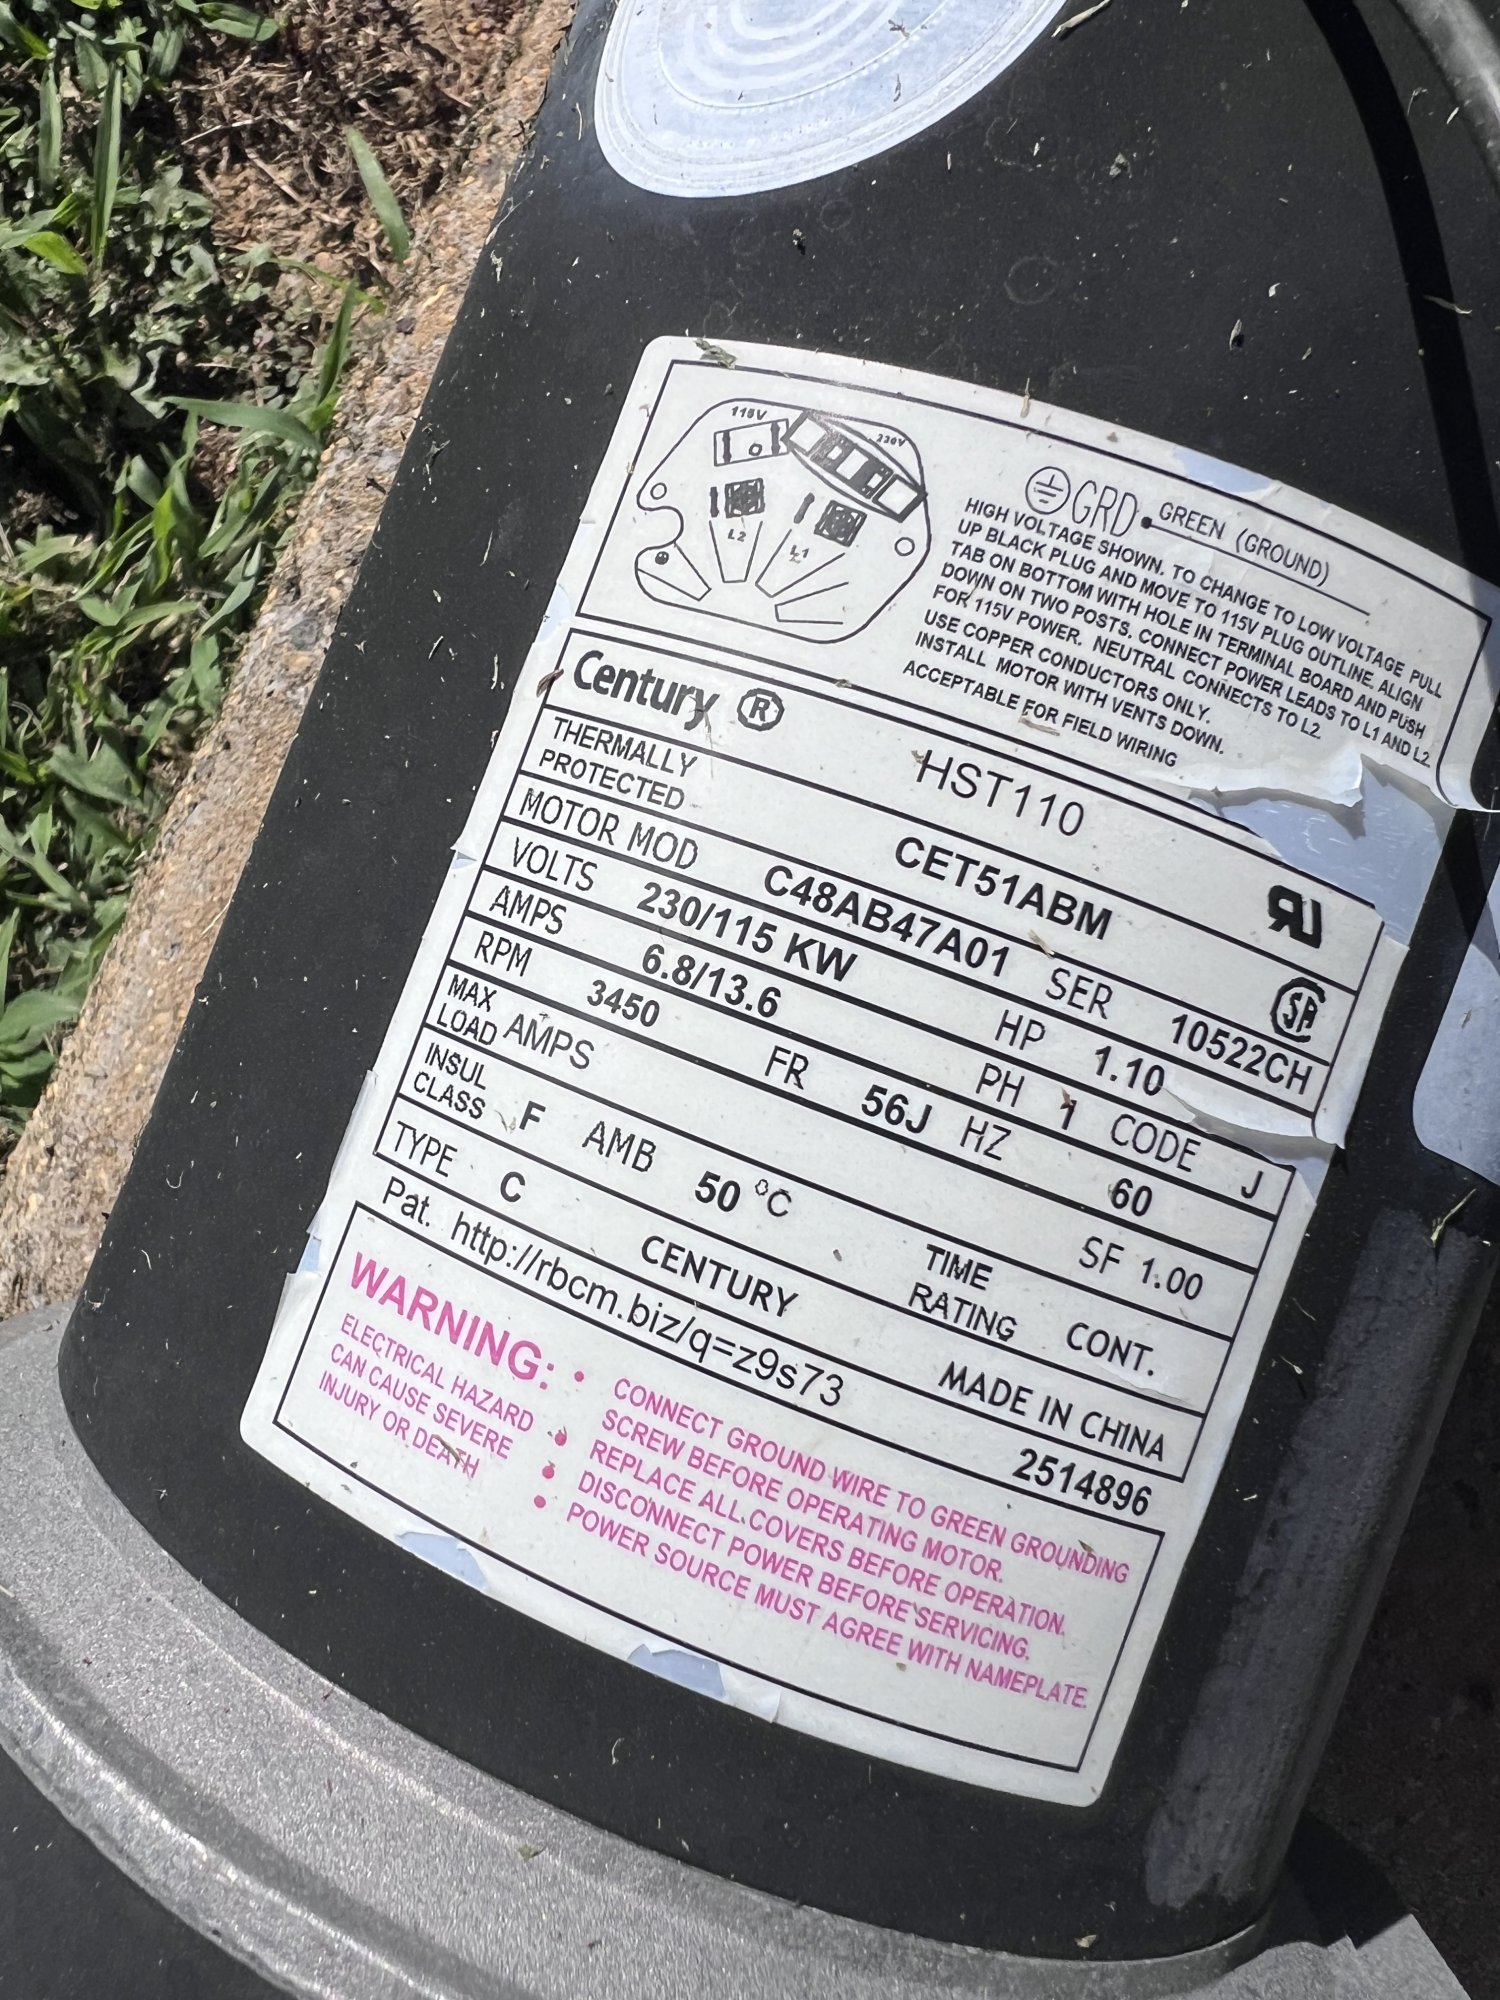 115V
230V
L2
L1
GRD
GREEN (GROUND)
HIGH VOLTAGE SHOWN. TO CHANGE TO LOW VOLTAGE PULL
UP BLACK PLUG AND MOVE TO 115V PLUG OUTLINE. ALIGN
TAB ON BOTTOM WITH HOLE IN TERMINAL BOARD AND PUSH
DOWN ON TWO POSTS. CONNECT POWER LEADS TO L1 AND L2
FOR 115V POWER. NEUTRAL CONNECTS TO L2
USE COPPER CONDUCTORS ONLY.
INSTALL MOTOR WITH VENTS DOWN.
ACCEPTABLE FOR FIELD WIRING
Century ®
HST110
THERMALLY
PROTECTED
CET51ABM
MOTOR MOD C48AB47A01 SER 10522CH
VOLTS 230/115 KW HP 1.10
AMPS 6.8/13.6 PH 1 CODE J
RPM 3450 FR 56J HZ 60
MAX
LOAD AMPS SF 1.00
INSUL
CLASS F AMB 50 °C TIME
RATING CONT.
TYPE C CENTURY MADE IN CHINA
Pat. http://rbcm.biz/q=z9s73 2514896
WARNING:
ELECTRICAL HAZARD
CAN CAUSE SEVERE
INJURY OR DEATH
• CONNECT GROUND WIRE TO GREEN GROUNDING
SCREW BEFORE OPERATING MOTOR.
• REPLACE ALL COVERS BEFORE OPERATION.
• DISCONNECT POWER BEFORE SERVICING.
• POWER SOURCE MUST AGREE WITH NAMEPLATE.